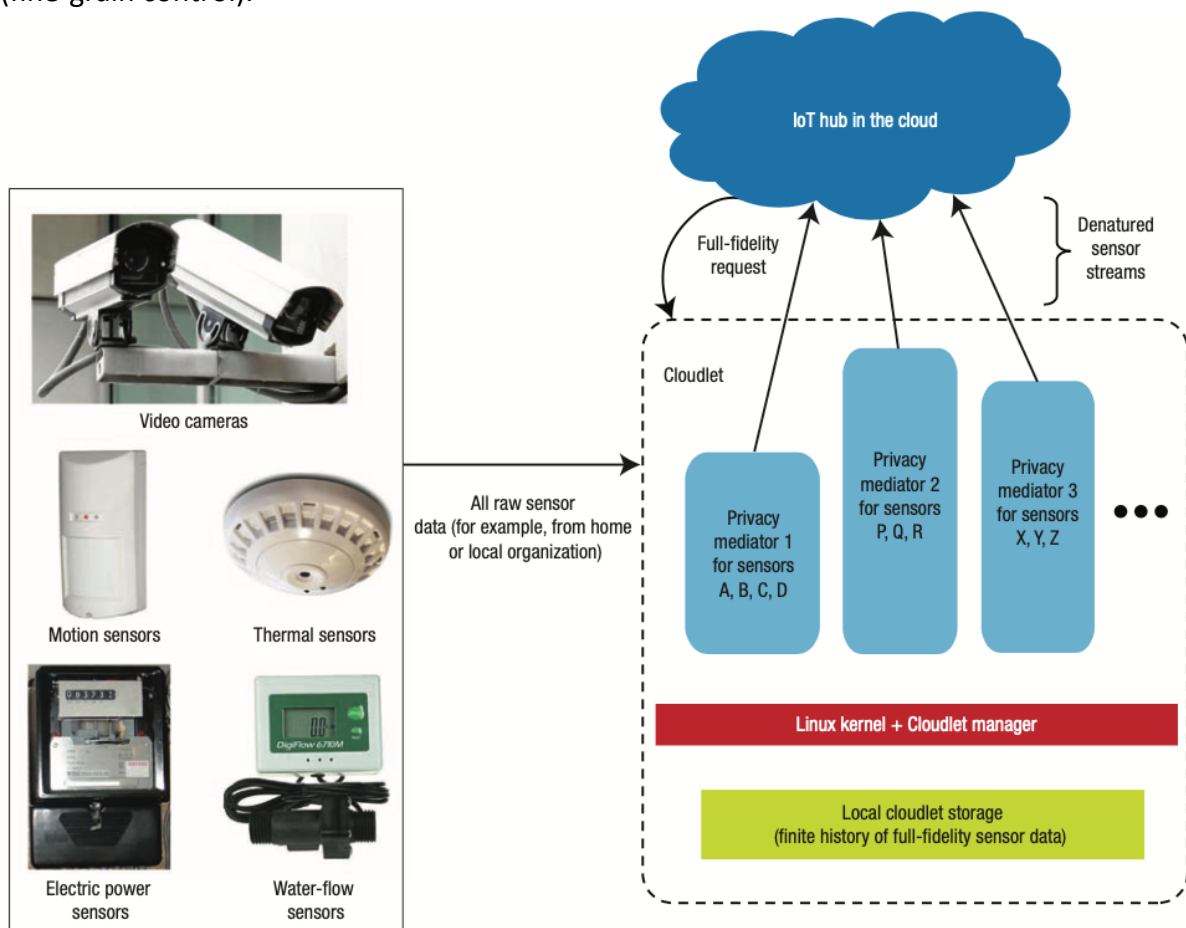 (fine grain control).
IoT hub in the cloud
Full-fidelity
request
Denatured
sensor
streams
Cloudlet
Video cameras
Motion sensors
Thermal sensors
Electric power
sensors
DigiFlow 6710M
Water-flow
sensors
All raw sensor
data (for example, from home
or local organization)
Privacy
mediator 1
for sensors
A, B, C, D
Privacy
mediator 2
for sensors
P, Q, R
Privacy
mediator 3
for sensors
X, Y, Z
Linux kernel + Cloudlet manager
Local cloudlet storage
(finite history of full-fidelity sensor data)